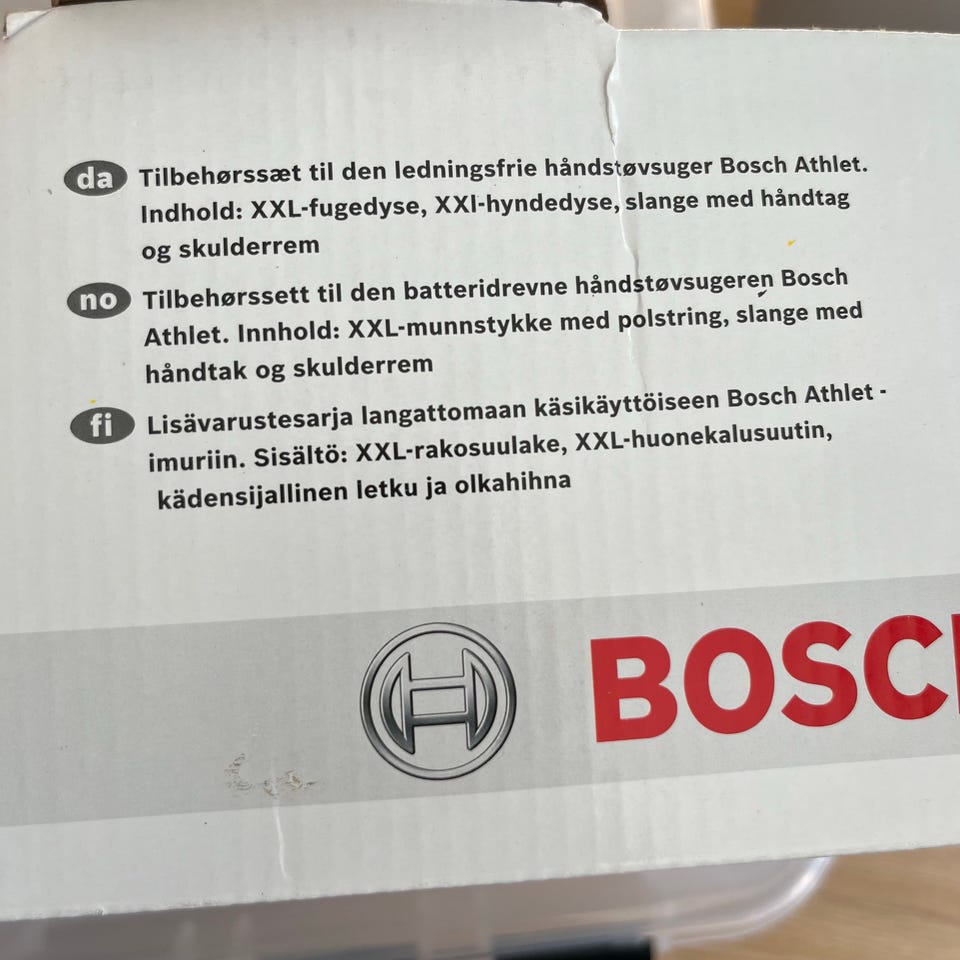 da Tilbehørssæt til den ledningsfrie håndstøvsuger Bosch Athlet.
Indhold: XXL-fugedyse, XXl-hyndedyse, slange med håndtag
og skulderrem
no Tilbehørssett til den batteridrevne håndstøvsugeren Bosch
Athlet. Innhold: XXL-munnstykke med polstring, slange med
håndtak og skulderrem
fi Lisävarustesarja langattomaan käsikäyttöiseen Bosch Athlet -
imuriin. Sisältö: XXL-rakosuulake, XXL-huonekalusuutin,
kädensijallinen letku ja olkahihna
BOSCH